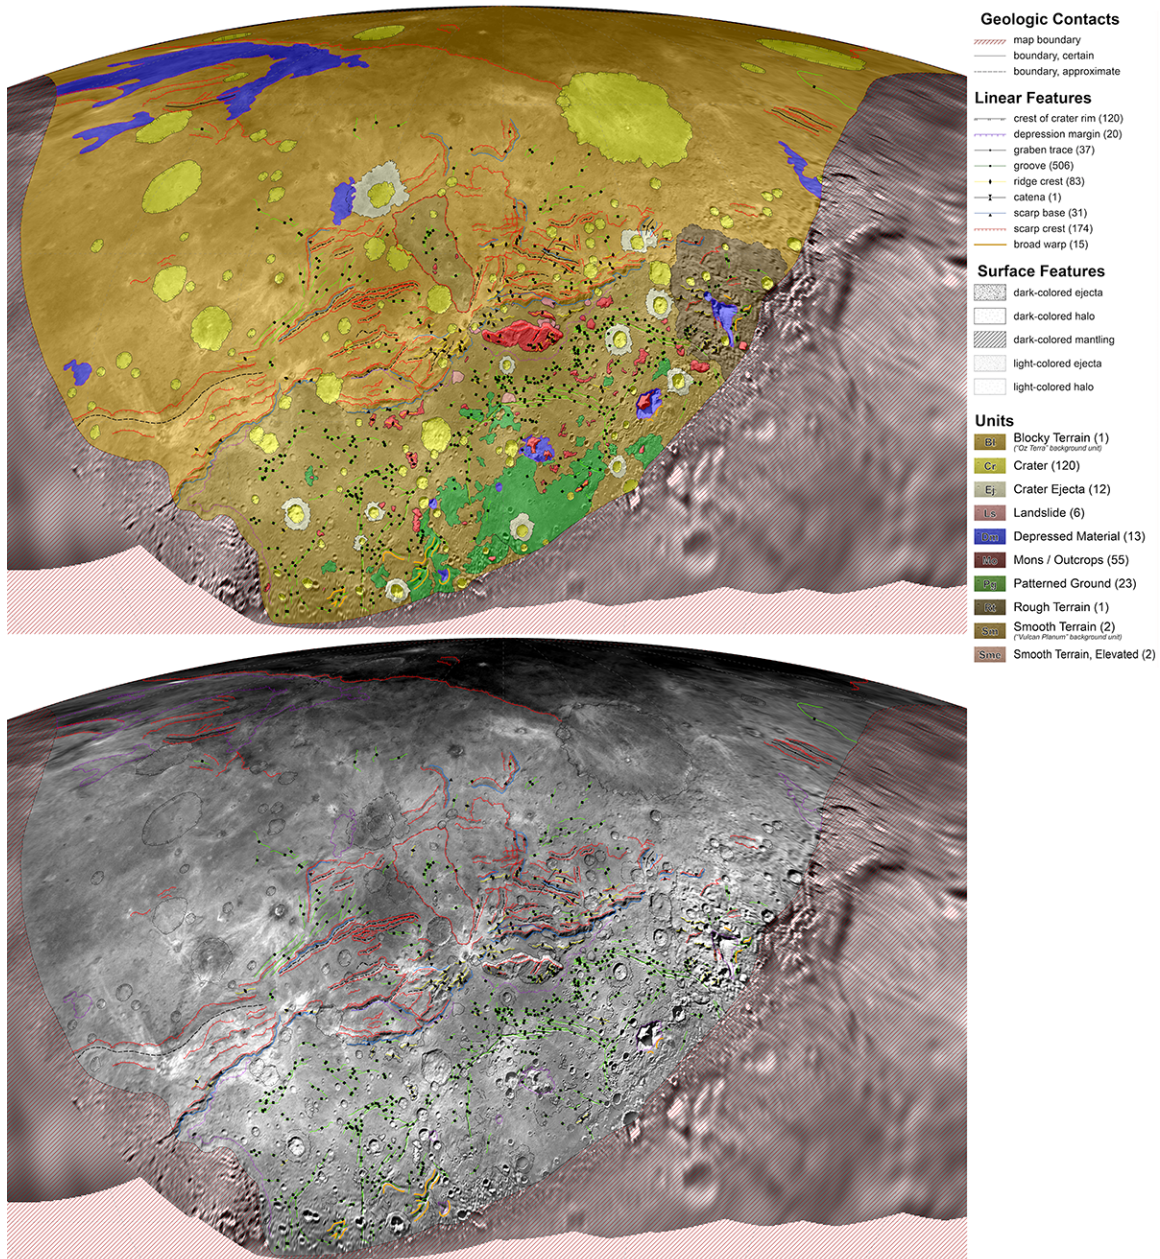 Geologic Contacts
map boundary
boundary, certain
boundary, approximate
Linear Features
crest of crater rim (120)
depression margin (20)
graben trace (37)
groove (506)
ridge crest (83)
catena (1)
scarp base (31)
scarp crest (174)
broad warp (15)
Surface Features
dark-colored ejecta
dark-colored halo
dark-colored mantling
light-colored ejecta
light-colored halo
Units
Bl Blocky Terrain (1)
("Oz Terra" background unit)
Cr Crater (120)
Ej Crater Ejecta (12)
Ls Landslide (6)
Dm Depressed Material (13)
Mo Mons / Outcrops (55)
Pg Patterned Ground (23)
Rt Rough Terrain (1)
Sm Smooth Terrain (2)
("Vulcan Planum" background unit)
Sme Smooth Terrain, Elevated (2)